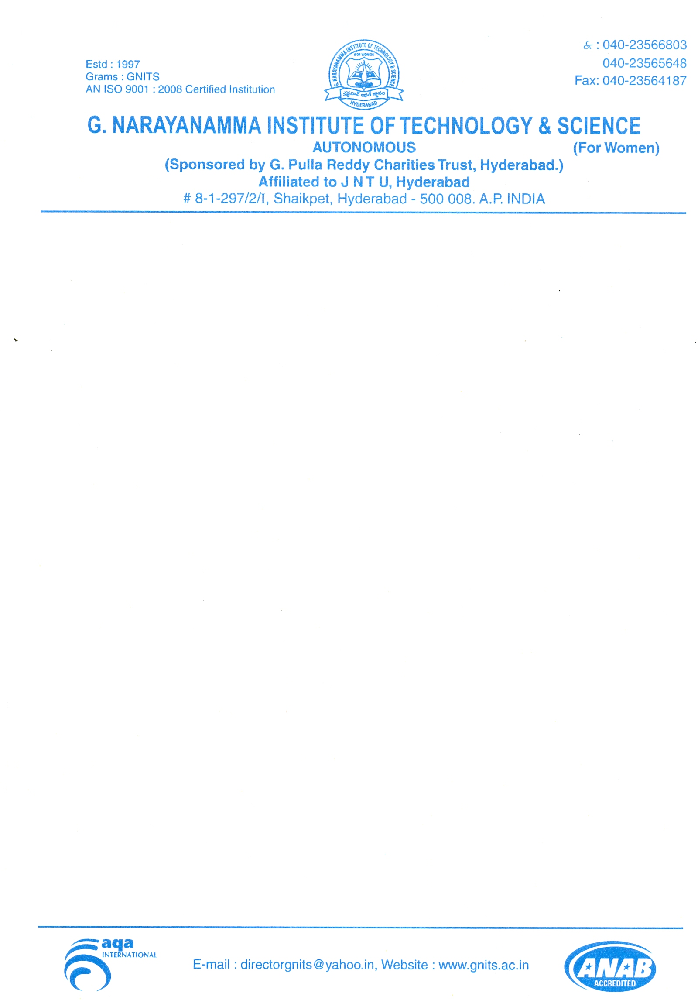 Estd : 1997
Grams : GNITS
AN ISO 9001 : 2008 Certified Institution
G. NARAYANAMMA INSTITUTE OF TECHNOLOGY & SCIENCE
(FOR WOMEN)
శ్రద్ధవాన్ లభతే జ్ఞానం
HYDERABAD
& : 040-23566803
040-23565648
Fax: 040-23564187
G. NARAYANAMMA INSTITUTE OF TECHNOLOGY & SCIENCE
AUTONOMOUS (For Women)
(Sponsored by G. Pulla Reddy Charities Trust, Hyderabad.)
Affiliated to J N T U, Hyderabad
# 8-1-297/2/I, Shaikpet, Hyderabad - 500 008. A.P. INDIA
aqa
INTERNATIONAL
E-mail : directorgnits@yahoo.in, Website : www.gnits.ac.in
ANAB
ACCREDITED